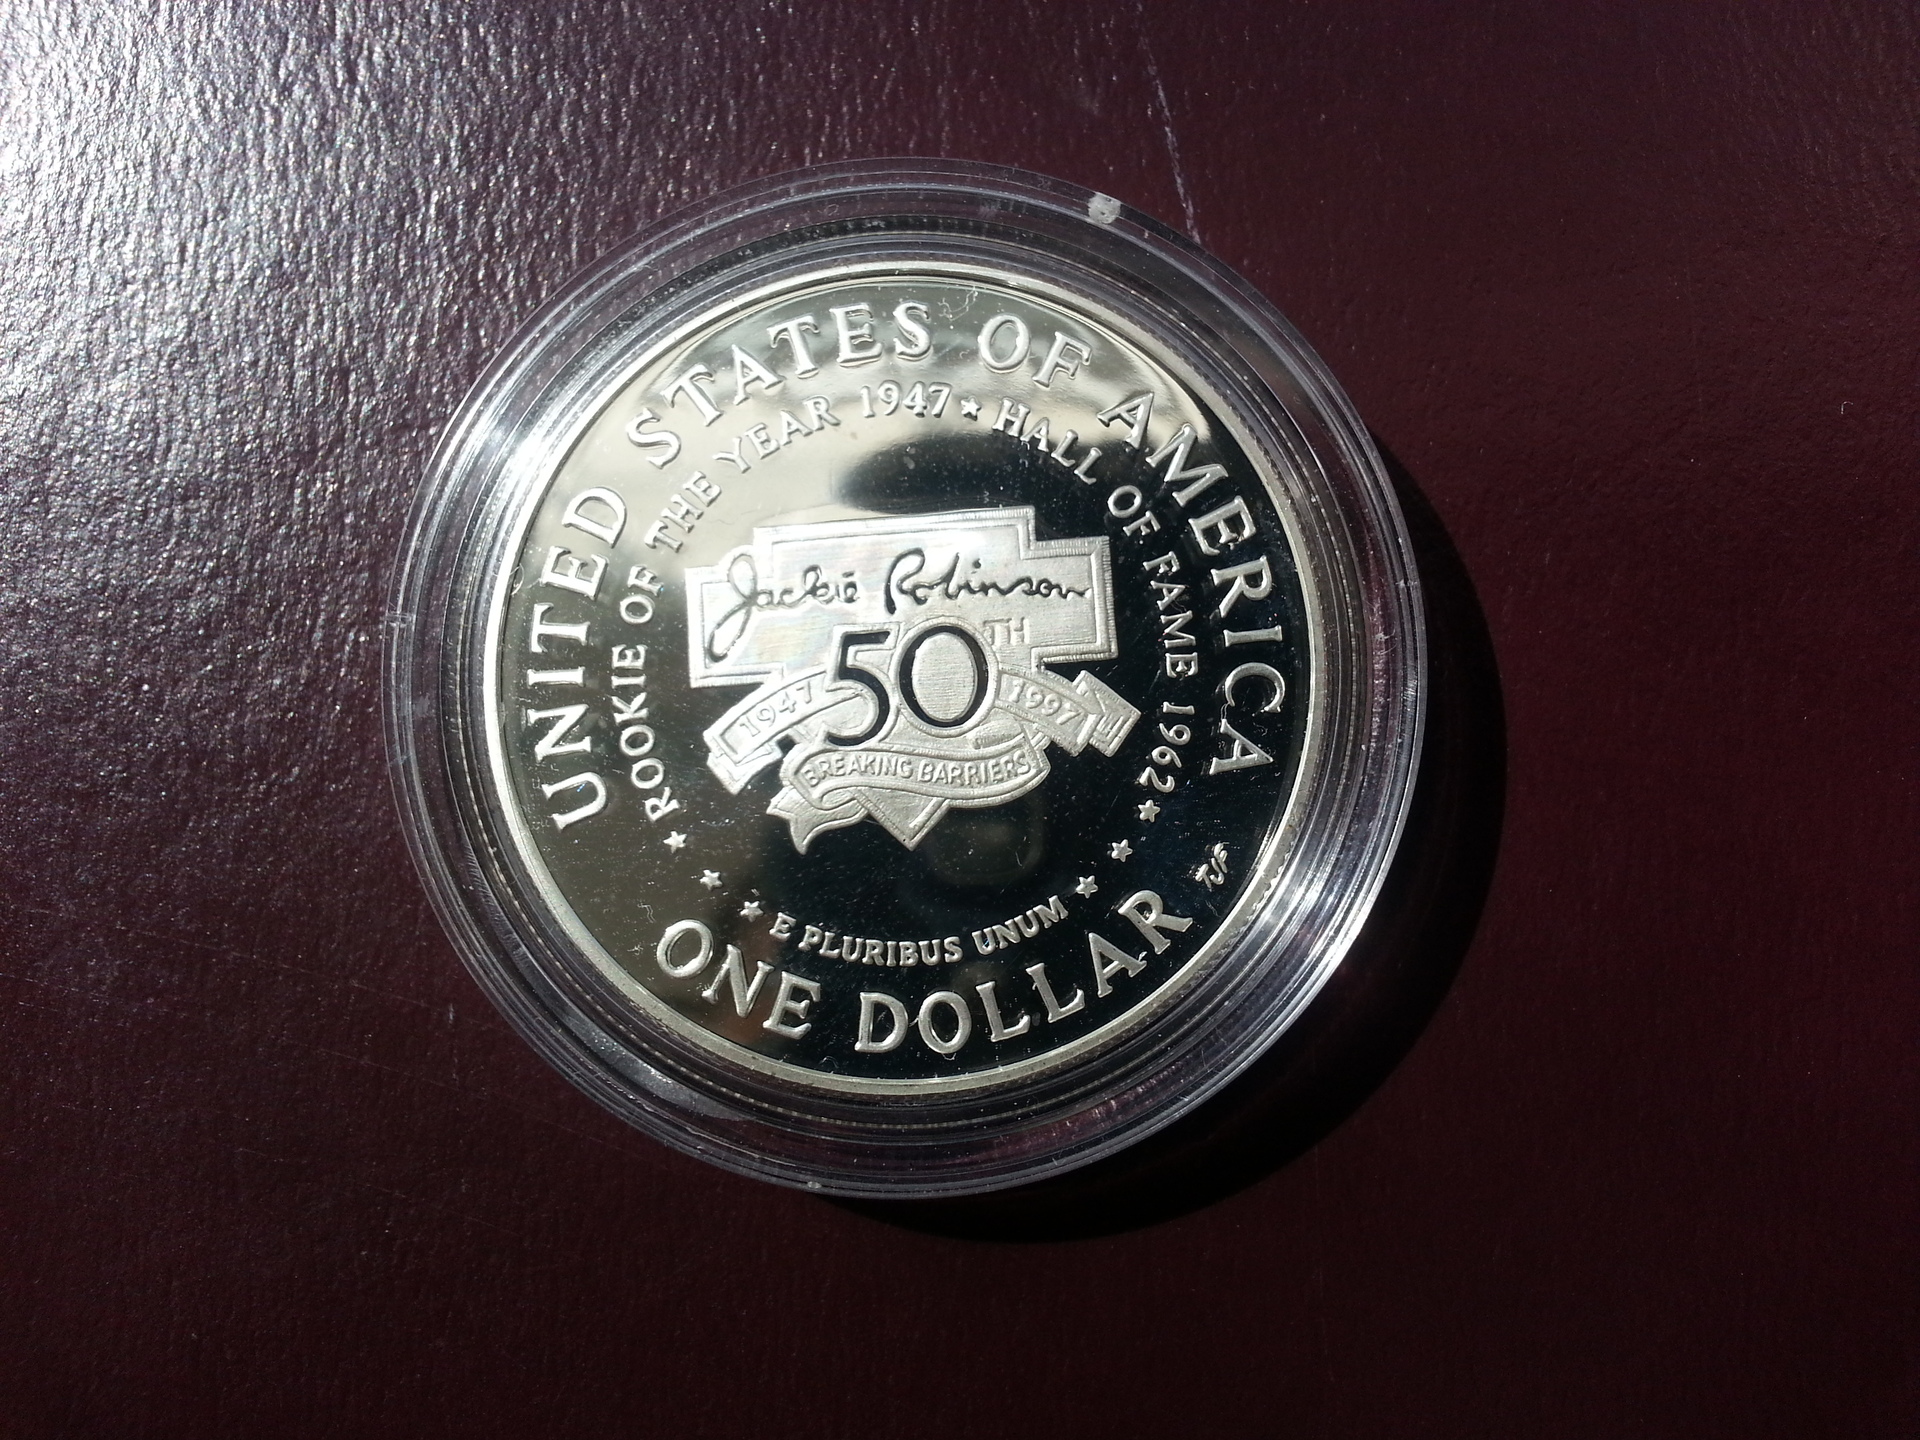 UNITED STATES OF AMERICA
ROOKIE OF THE YEAR 1947 ★ HALL OF FAME 1962
Jackie Robinson
50TH
1947 1997
BREAKING BARRIERS
E PLURIBUS UNUM
ONE DOLLAR
TJF